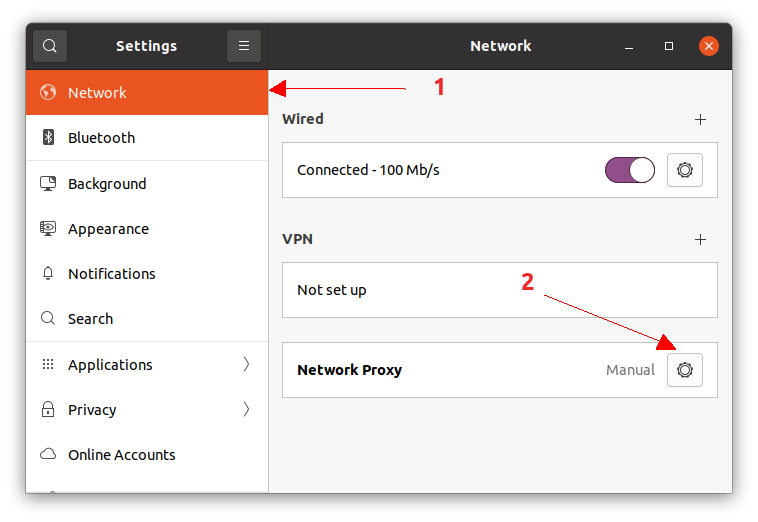 Settings
Network
Network
1
Bluetooth
Background
Appearance
Notifications
Search
Applications
Privacy
Online Accounts
Wired
Connected - 100 Mb/s
VPN
Not set up
2
Network Proxy
Manual